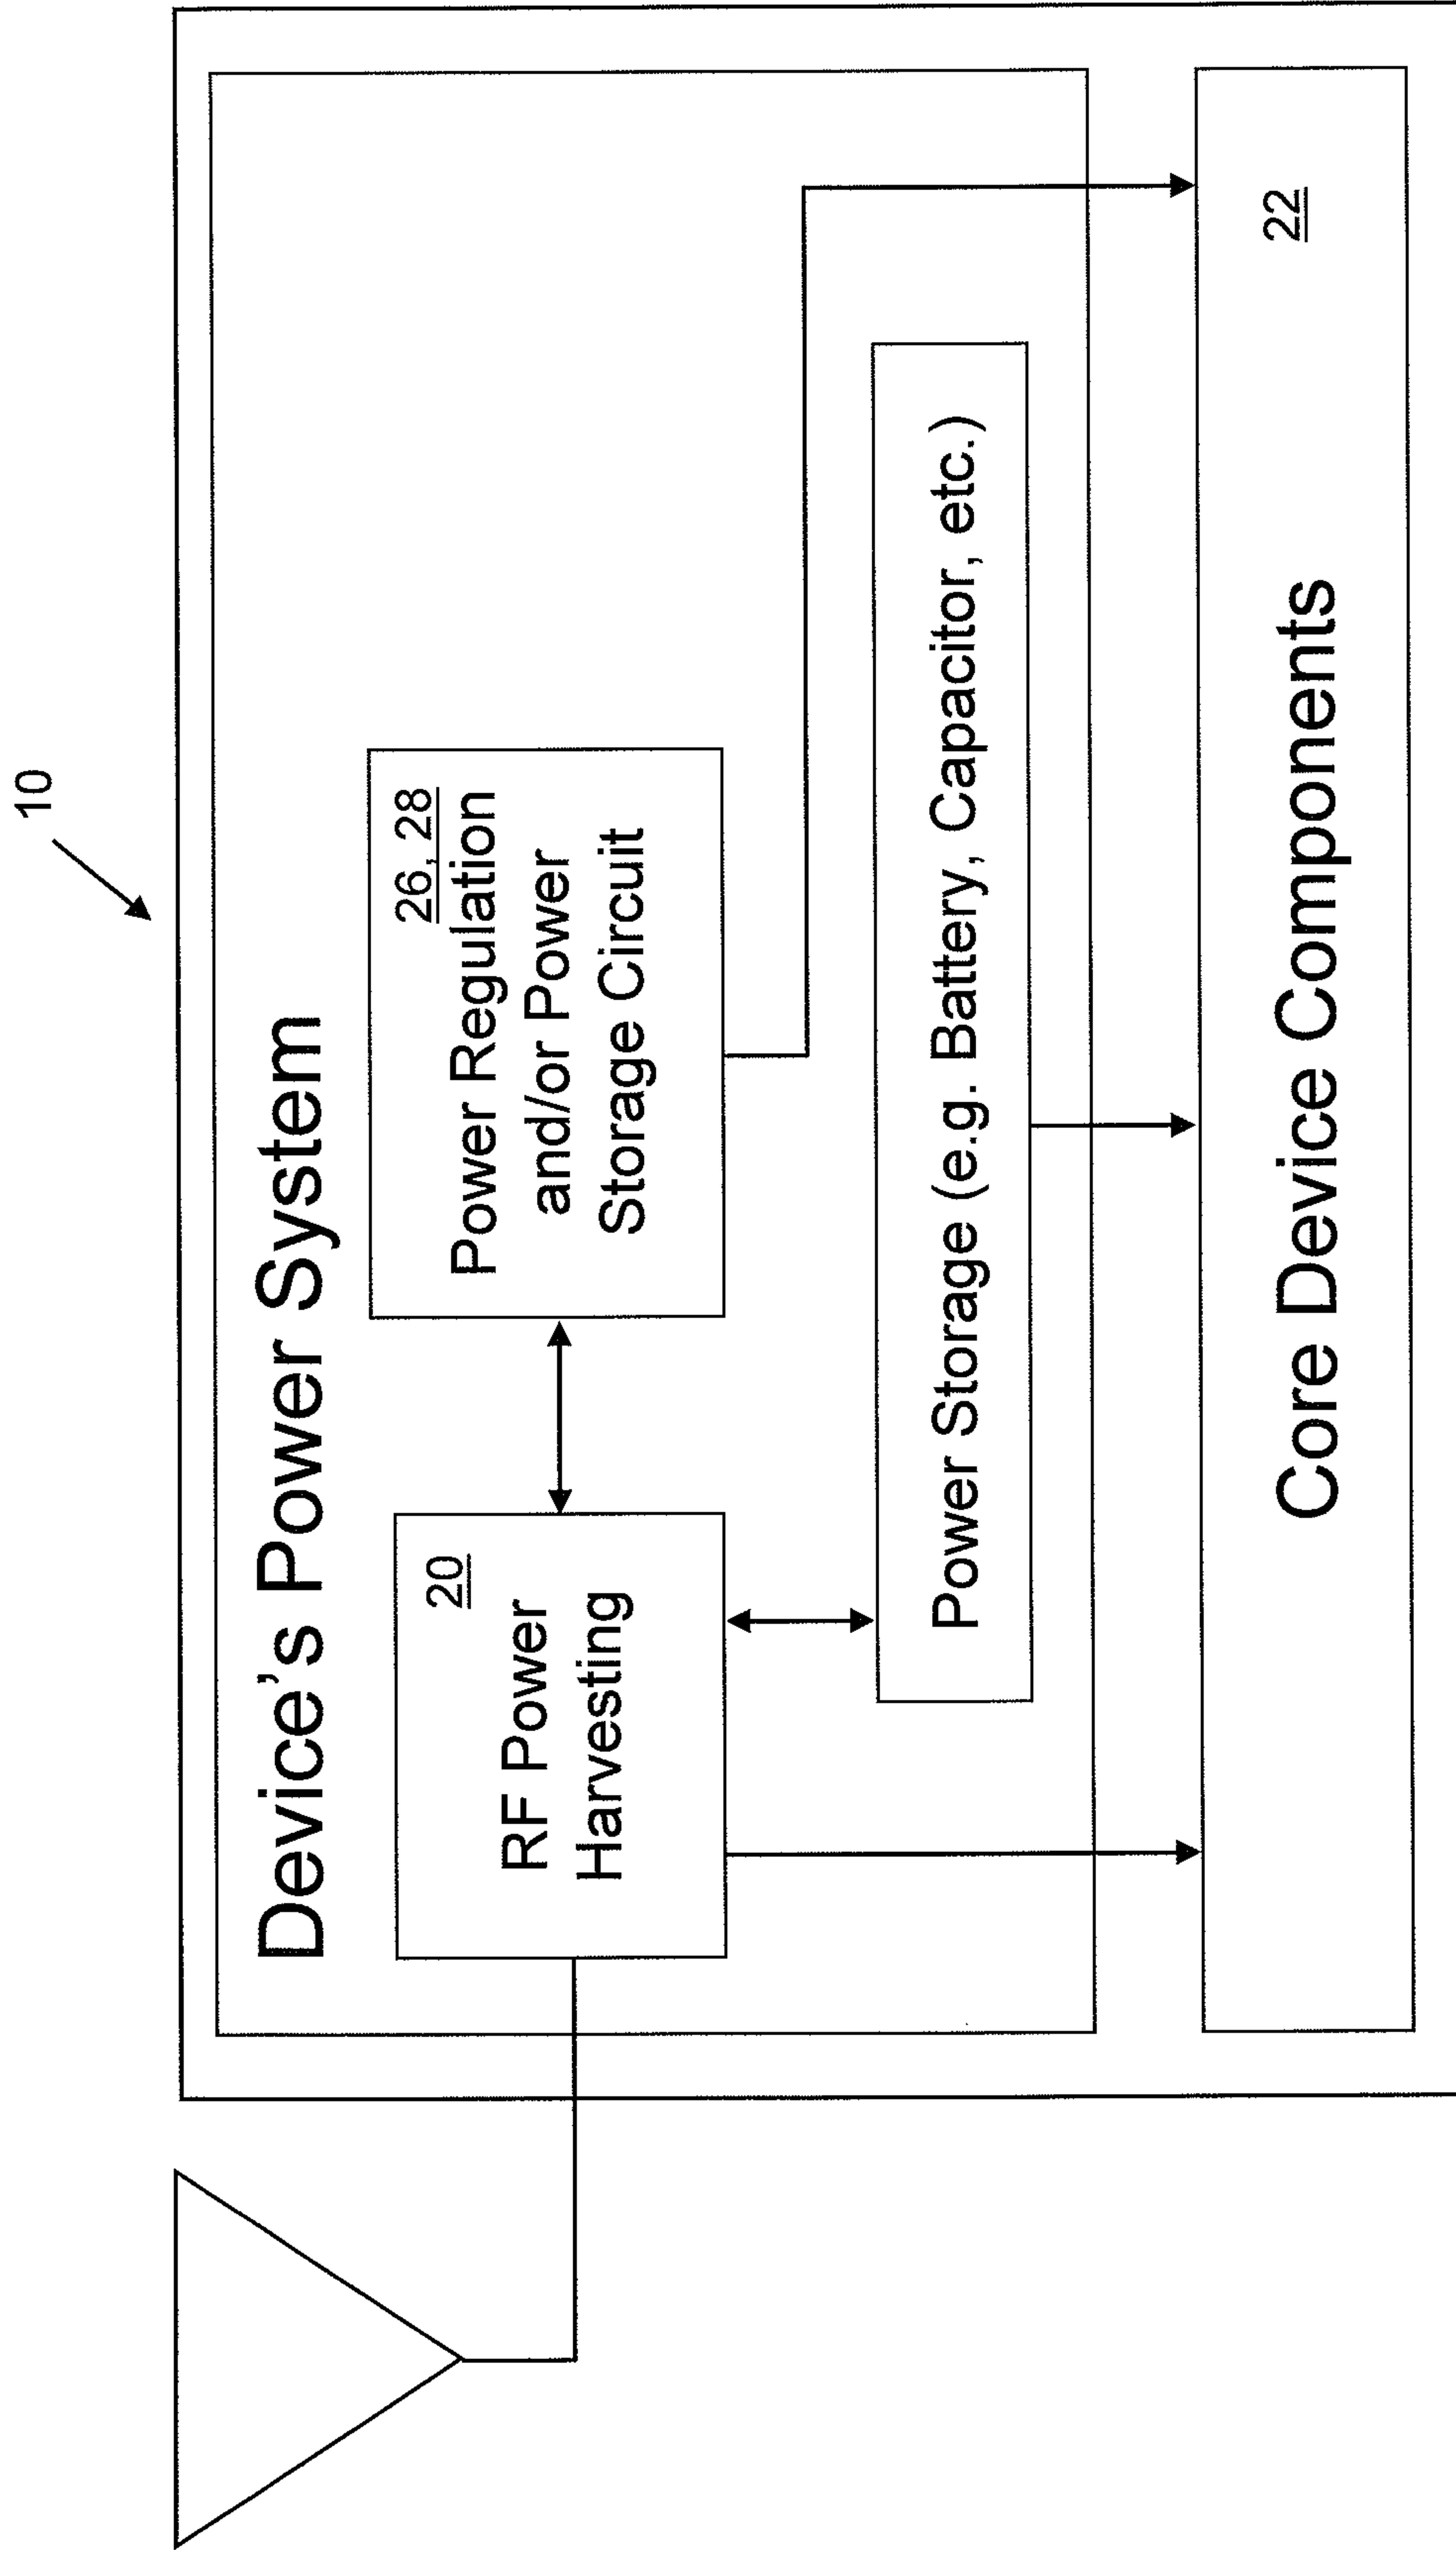 10
Device's Power System
20
RF Power
Harvesting
26, 28
Power Regulation
and/or Power
Storage Circuit
Power Storage (e.g. Battery, Capacitor, etc.)
22
Core Device Components